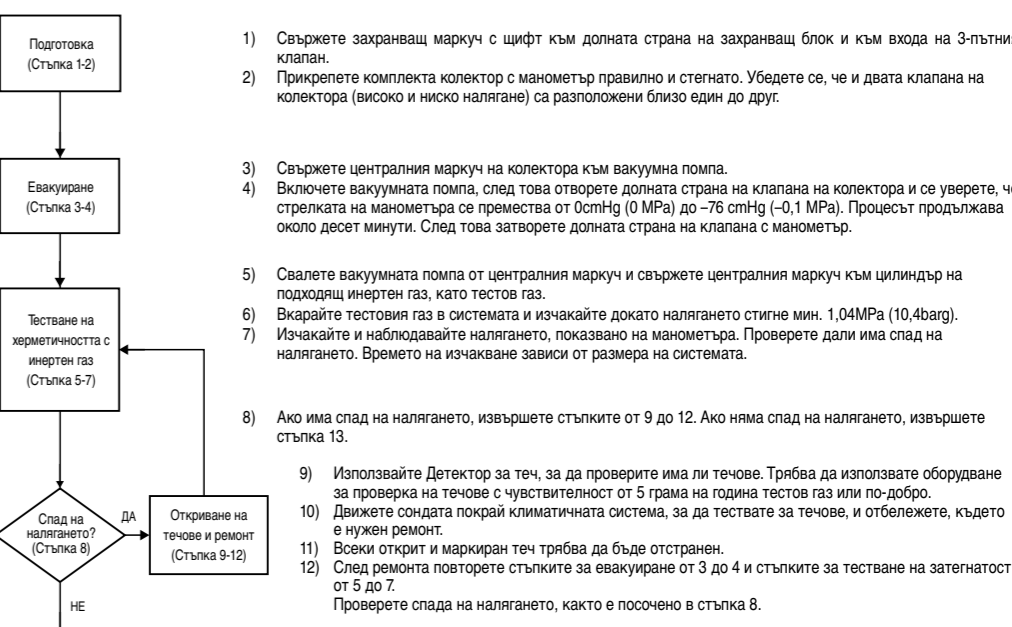 Подготовка
(Стъпка 1-2)
1) Свържете захранващ маркуч с щифт към долната страна на захранващ блок и към входа на 3-пътния
клапан.
2) Прикрепете комплекта колектор с манометър правилно и стегнато. Убедете се, че и двата клапана на
колектора (високо и ниско налягане) са разположени близо един до друг.
Евакуиране
(Стъпка 3-4)
3) Свържете централния маркуч на колектора към вакуумна помпа.
4) Включете вакуумната помпа, след това отворете долната страна на клапана на колектора и се уверете, че
стрелката на манометъра се премества от 0cmHg (0 MPa) до –76 cmHg (–0,1 MPa). Процесът продължава
около десет минути. След това затворете долната страна на клапана с манометър.
Тестване на
херметичността с
инертен газ
(Стъпка 5-7)
5) Свалете вакуумната помпа от централния маркуч и свържете централния маркуч към цилиндър на
подходящ инертен газ, като тестов газ.
6) Вкарайте тестовия газ в системата и изчакайте докато налягането стигне мин. 1,04MPa (10,4barg).
7) Изчакайте и наблюдавайте налягането, показвано на манометъра. Проверете дали има спад на
налягането. Времето на изчакване зависи от размера на системата.
8) Ако има спад на налягането, извършете стъпките от 9 до 12. Ако няма спад на налягането, извършете
стъпка 13.
Спад на
налягането?
(Стъпка 8)
ДА
НЕ
Откриване на
течове и ремонт
(Стъпка 9-12)
9) Използвайте Детектор за теч, за да проверите има ли течове. Трябва да използвате оборудване
за проверка на течове с чувствителност от 5 грама на година тестов газ или по-добро.
10) Движете сондата покрай климатичната система, за да тествате за течове, и отбележете, където
е нужен ремонт.
11) Всеки открит и маркиран теч трябва да бъде отстранен.
12) След ремонта повторете стъпките за евакуиране от 3 до 4 и стъпките за тестване на затегнатост
от 5 до 7.
Проверете спада на налягането, както е посочено в стъпка 8.